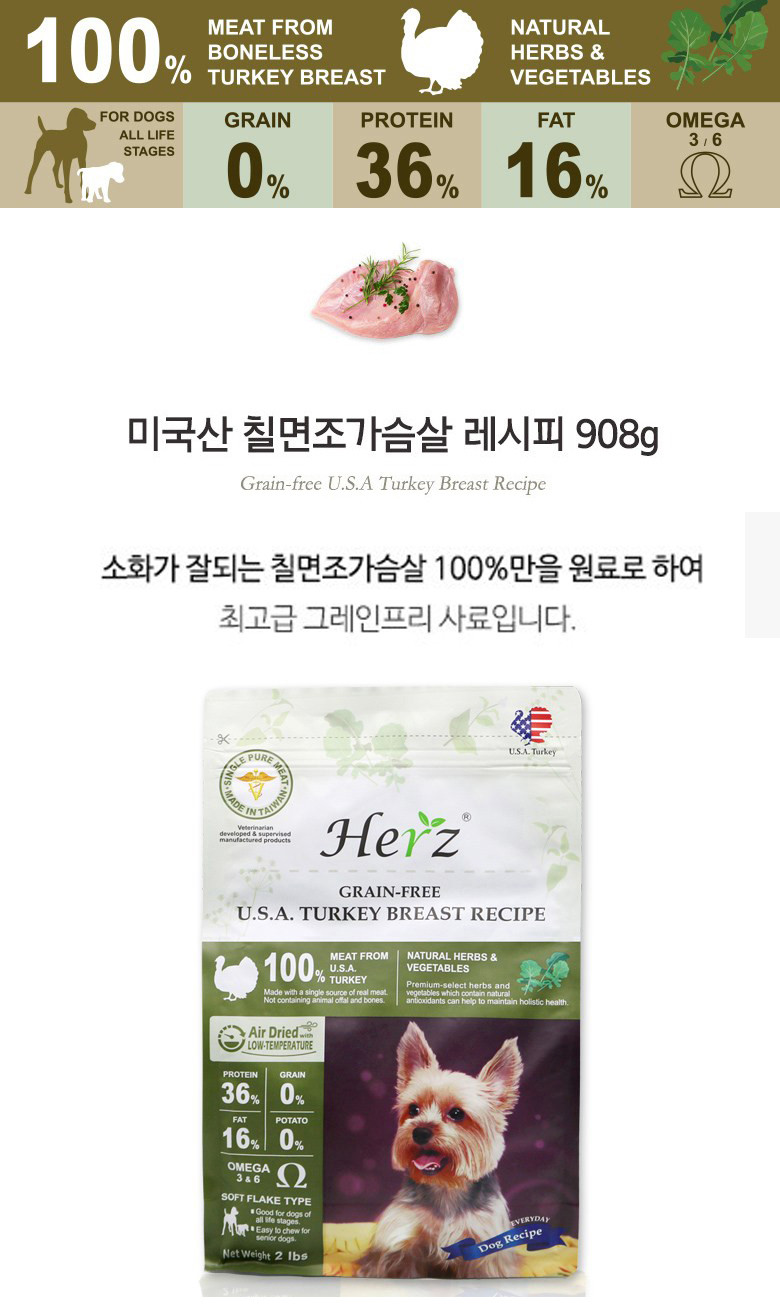 100% MEAT FROM
BONELESS
TURKEY BREAST
NATURAL
HERBS &
VEGETABLES
FOR DOGS
ALL LIFE
STAGES
GRAIN
0%
PROTEIN
36%
FAT
16%
OMEGA
3 / 6
Ω
미국산 칠면조가슴살 레시피 908g
Grain-free U.S.A Turkey Breast Recipe
소화가 잘되는 칠면조가슴살 100%만을 원료로 하여
최고급 그레인프리 사료입니다.
U.S.A. Turkey
SINGLE PURE MEAT
MADE IN TAIWAN
Veterinarian
developed & supervised
manufactured products
Herz®
GRAIN-FREE
U.S.A. TURKEY BREAST RECIPE
100% MEAT FROM
U.S.A.
TURKEY
Made with a single source of real meat.
Not containing animal offal and bones.
NATURAL HERBS &
VEGETABLES
Premium-select herbs and
vegetables which contain natural
antioxidants can help to maintain holistic health.
Air Dried with
LOW-TEMPERATURE
PROTEIN
36%
GRAIN
0%
FAT
16%
POTATO
0%
OMEGA
3 & 6
Ω
SOFT FLAKE TYPE
Good for dogs of
all life stages.
Easy to chew for
senior dogs.
Net Weight 2 lbs
EVERYDAY
Dog Recipe